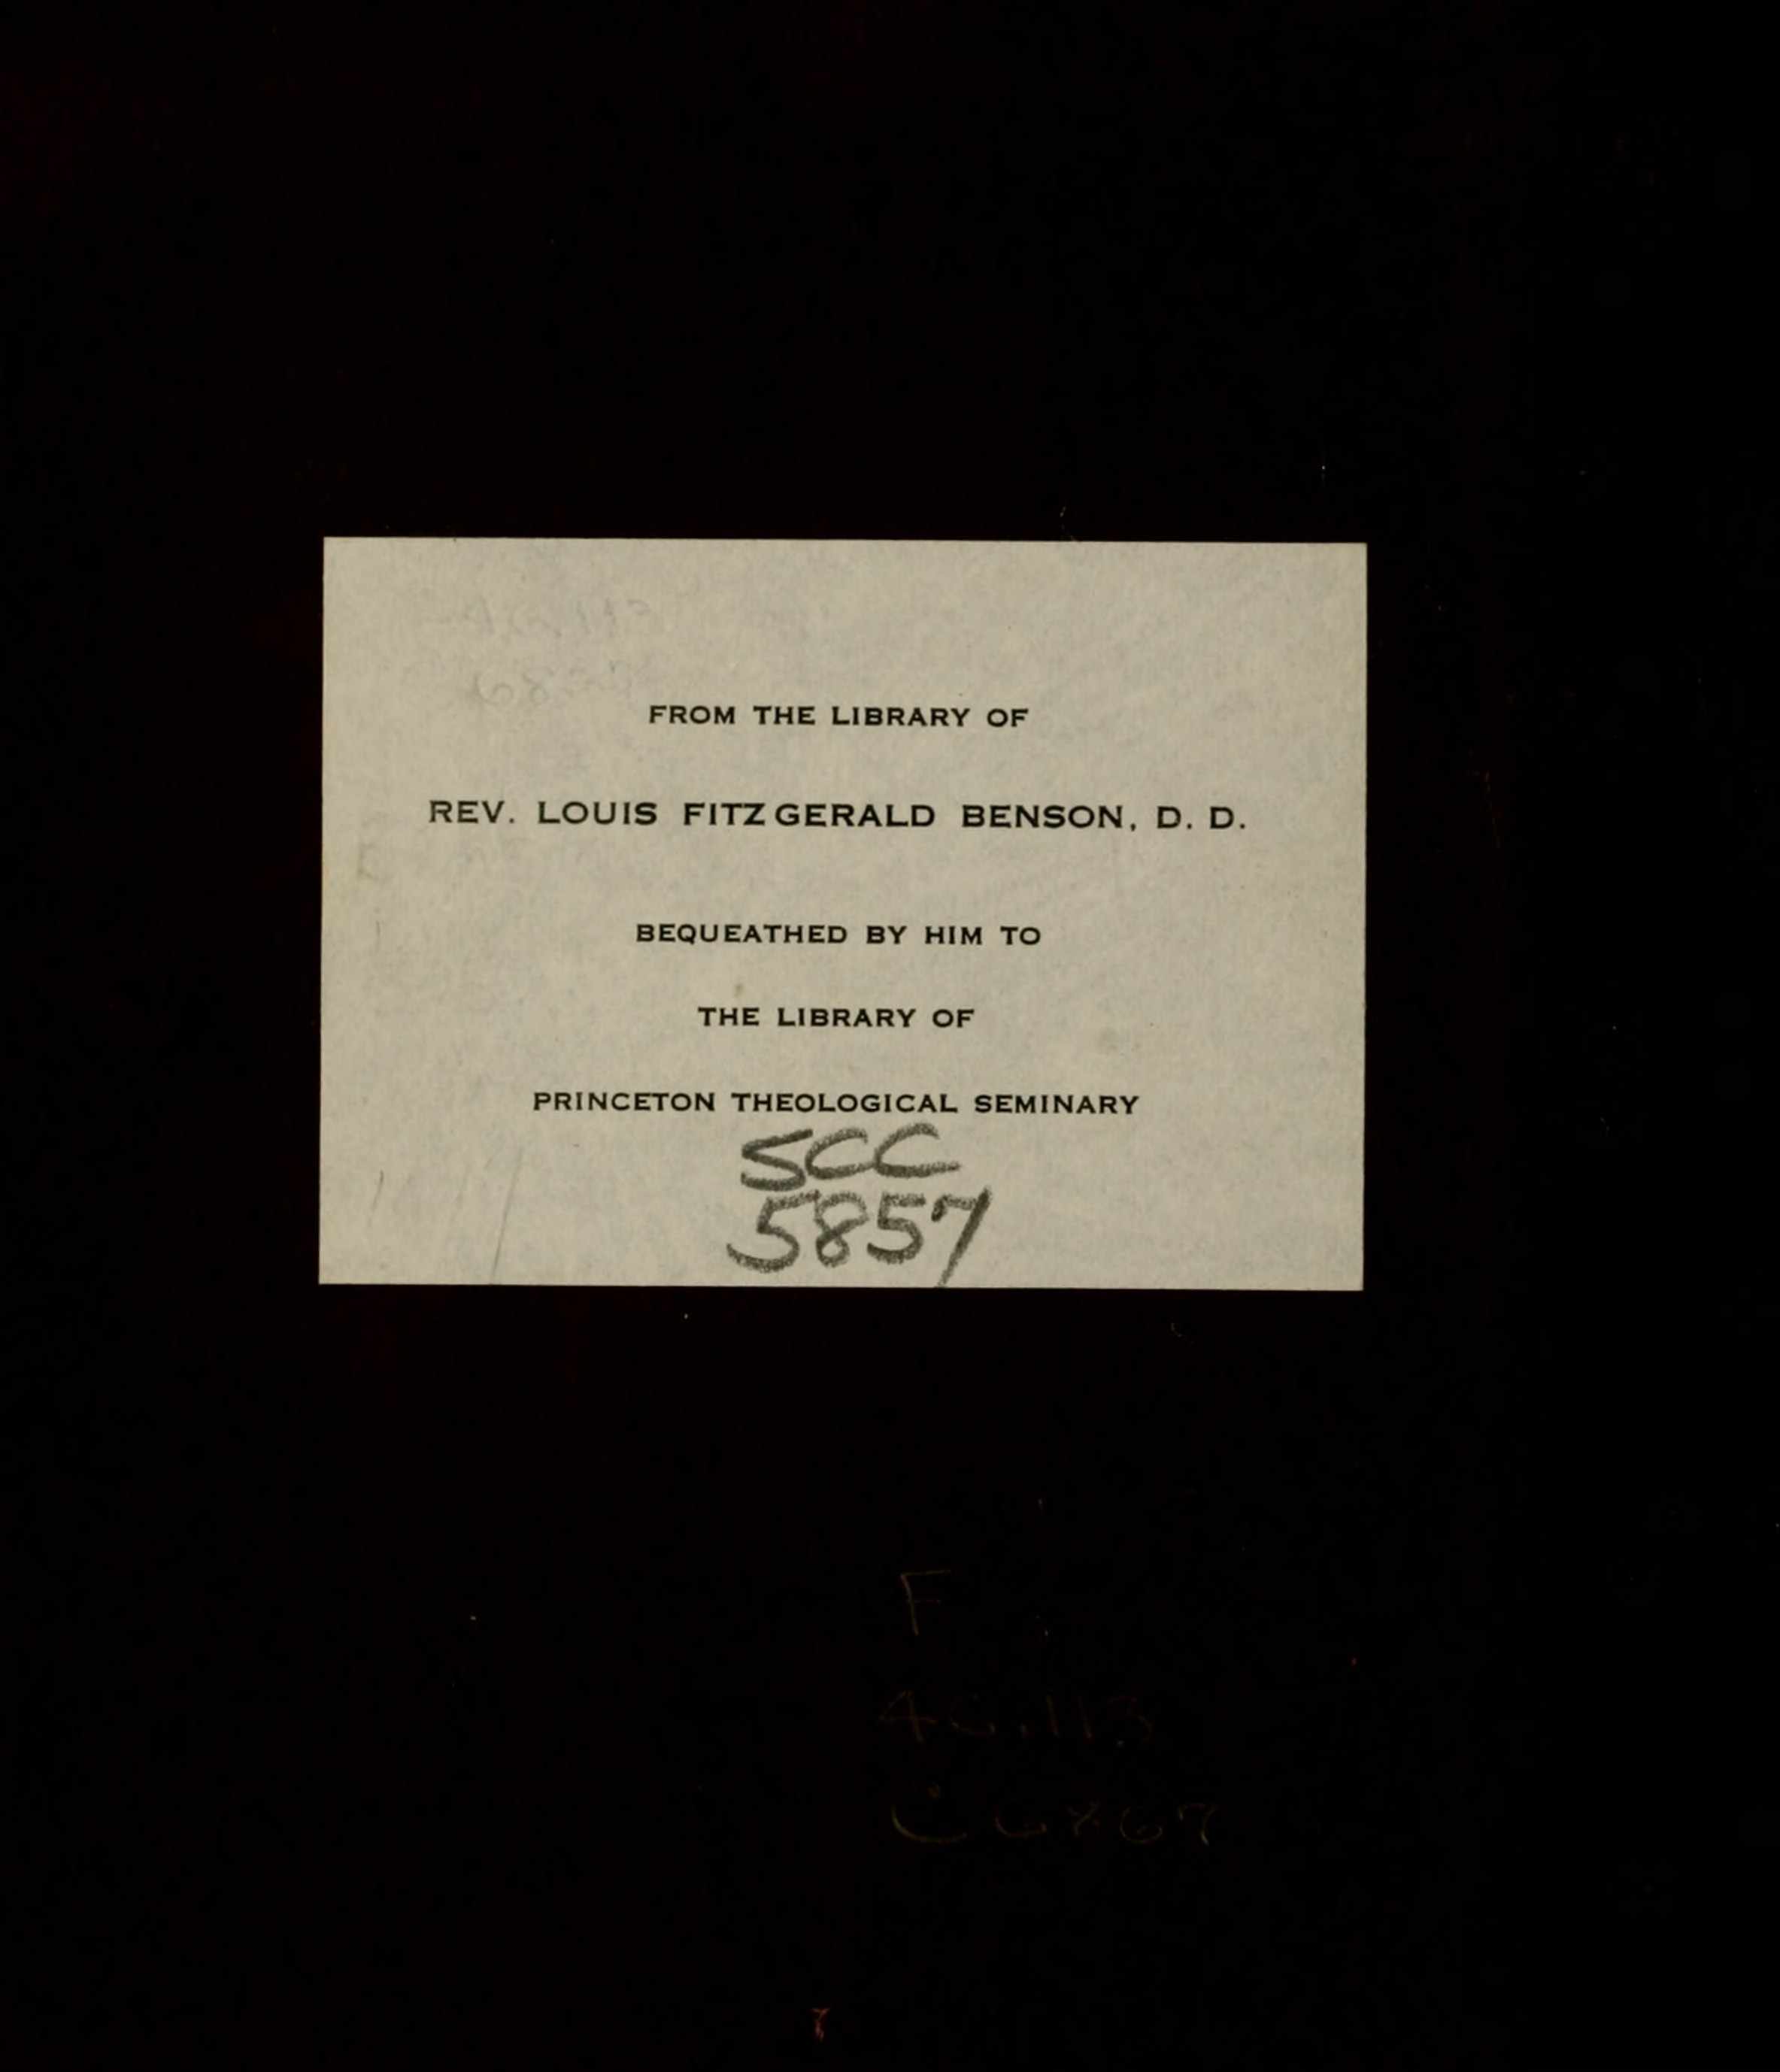 FROM THE LIBRARY OF
REV. LOUIS FITZGERALD BENSON, D. D.
BEQUEATHED BY HIM TO
THE LIBRARY OF
PRINCETON THEOLOGICAL SEMINARY
SCC
5857
F